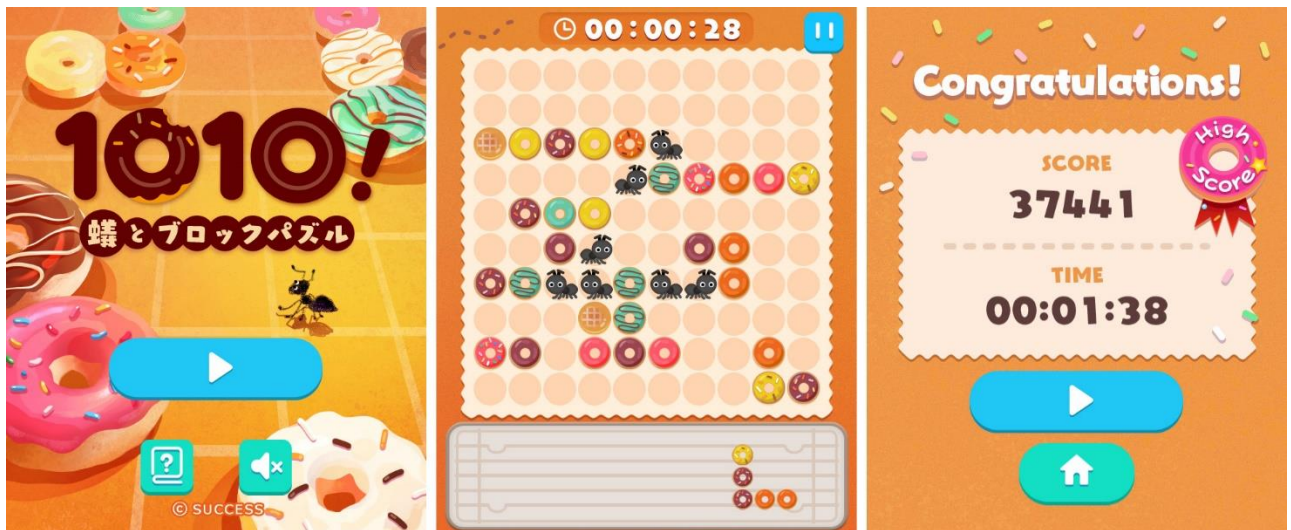 1010!
蟻とブロックパズル
© SUCCESS
00:00:28
Congratulations!
High Score
SCORE
37441
TIME
00:01:38